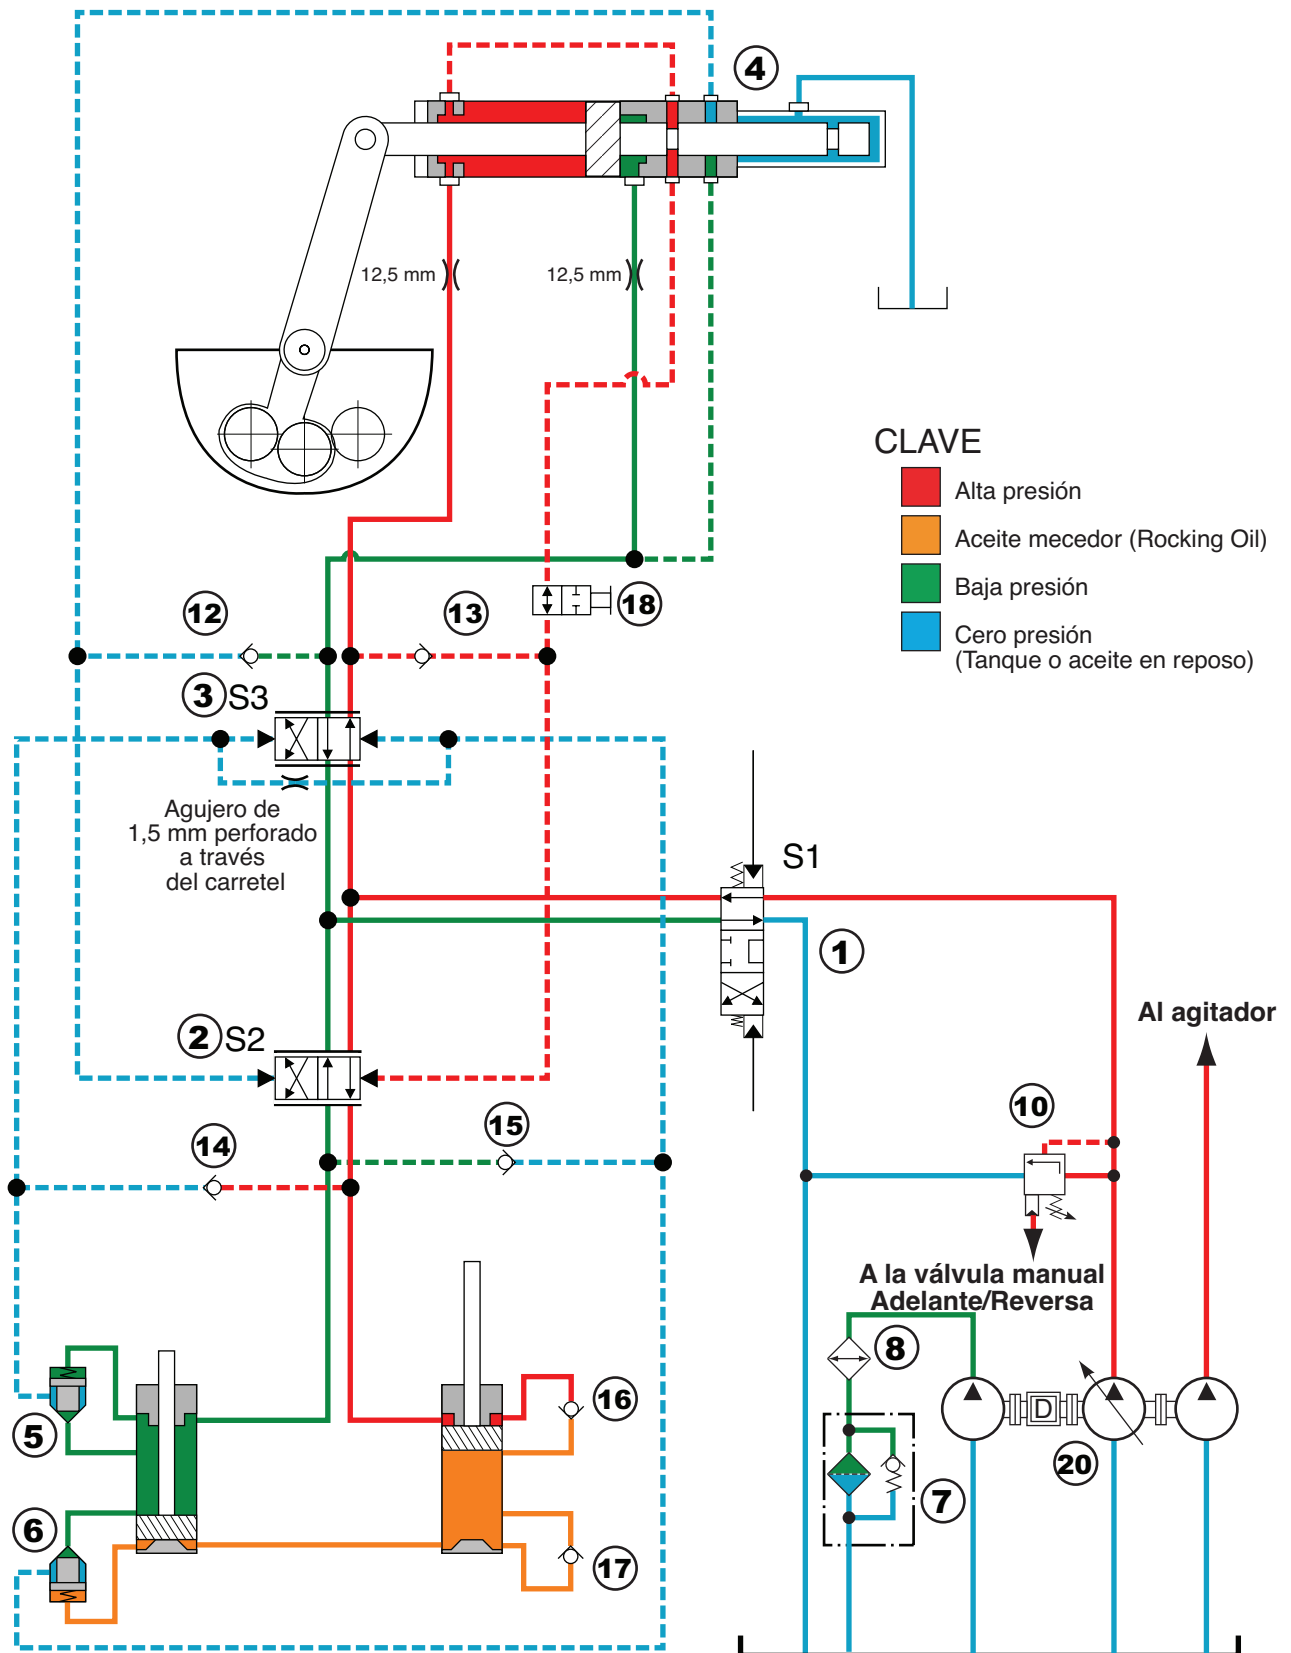 4
12,5 mm
12,5 mm
CLAVE
Alta presión
Aceite mecedor (Rocking Oil)
Baja presión
Cero presión
(Tanque o aceite en reposo)
12
13
18
3 S3
Agujero de
1,5 mm perforado
a través
del carretel
S1
1
2 S2
Al agitador
10
14
15
A la válvula manual
Adelante/Reversa
8
16
5
D
20
7
6
17